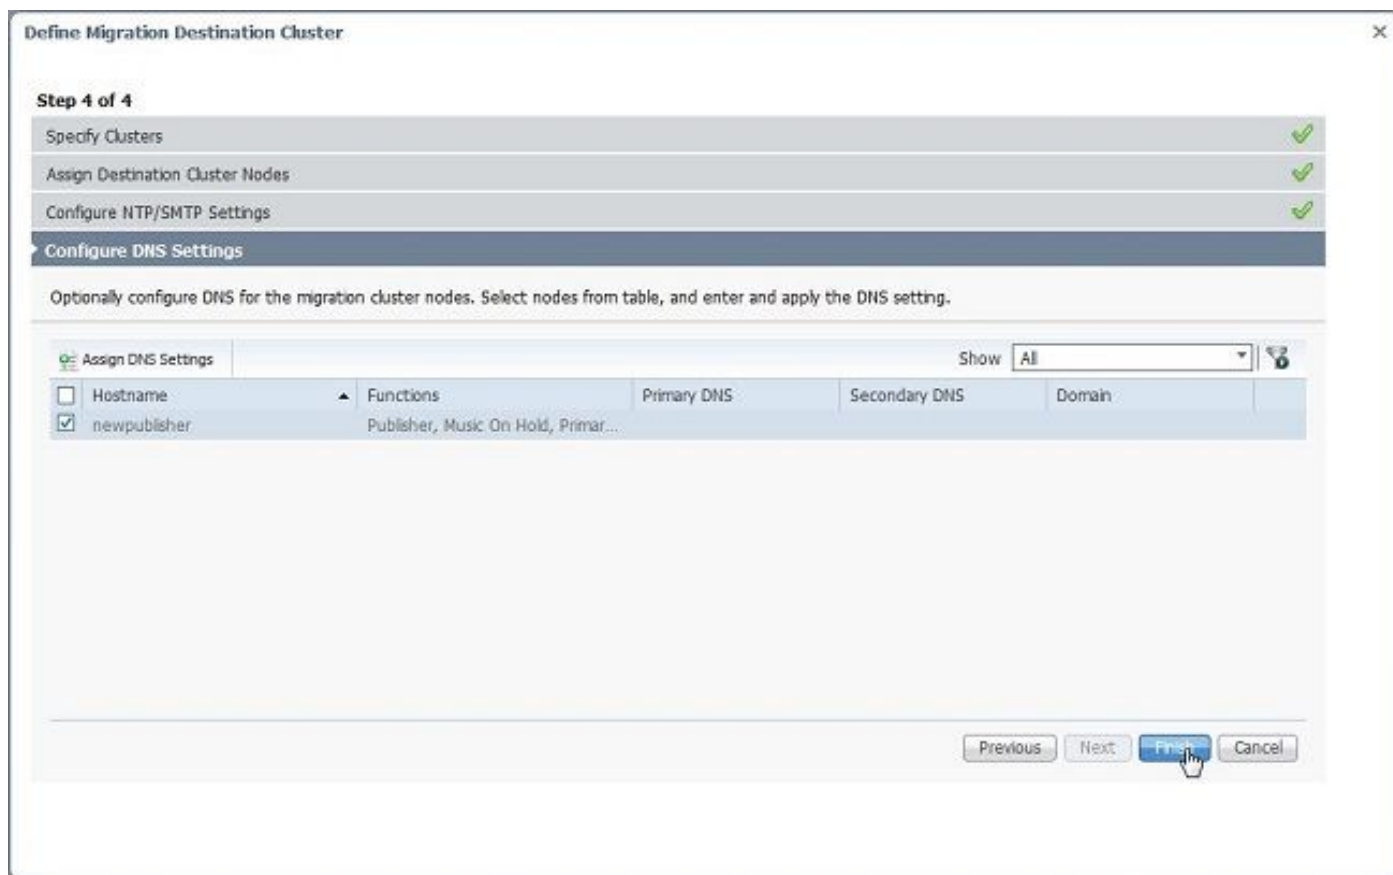 Define Migration Destination Cluster
Step 4 of 4
Specify Clusters
Assign Destination Cluster Nodes
Configure NTP/SMTP Settings
Configure DNS Settings
Optionally configure DNS for the migration cluster nodes. Select nodes from table, and enter and apply the DNS setting.
Assign DNS Settings Show All
Hostname Functions Primary DNS Secondary DNS Domain
newpublisher Publisher, Music On Hold, Primar...
Previous Next Finish Cancel